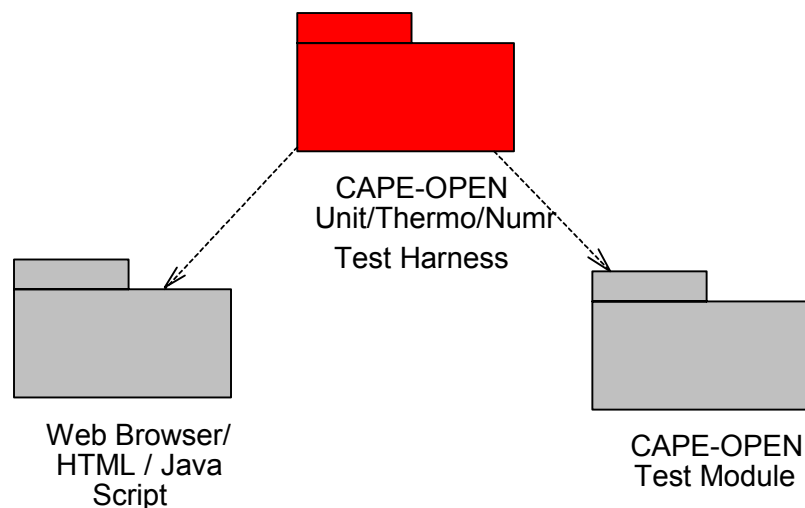 CAPE-OPEN
Unit/Thermo/Numr
Test Harness
Web Browser/
HTML / Java
Script
CAPE-OPEN
Test Module